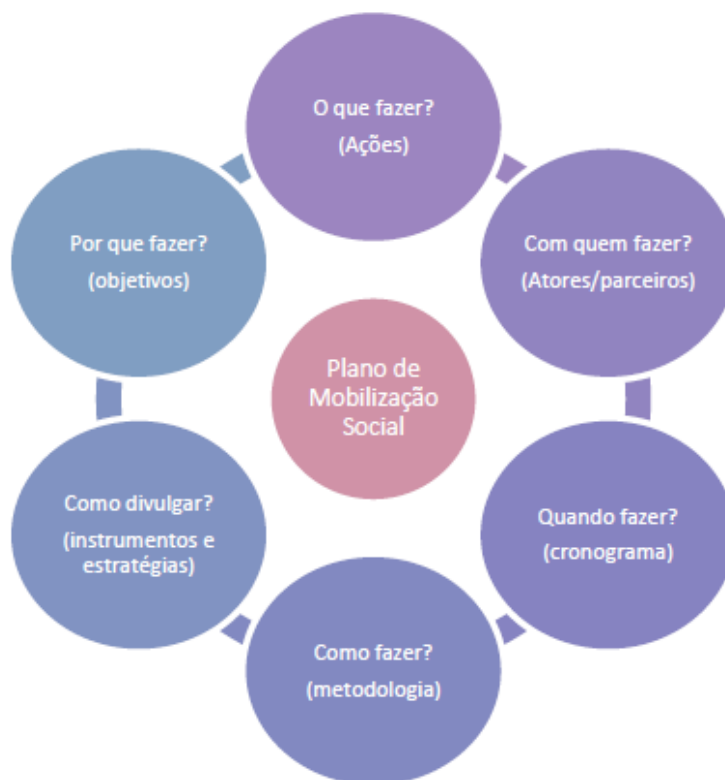 O que fazer?
(Ações)
Com quem fazer?
(Atores/parceiros)
Quando fazer?
(cronograma)
Como fazer?
(metodologia)
Como divulgar?
(instrumentos e
estratégias)
Por que fazer?
(objetivos)
Plano de
Mobilização
Social